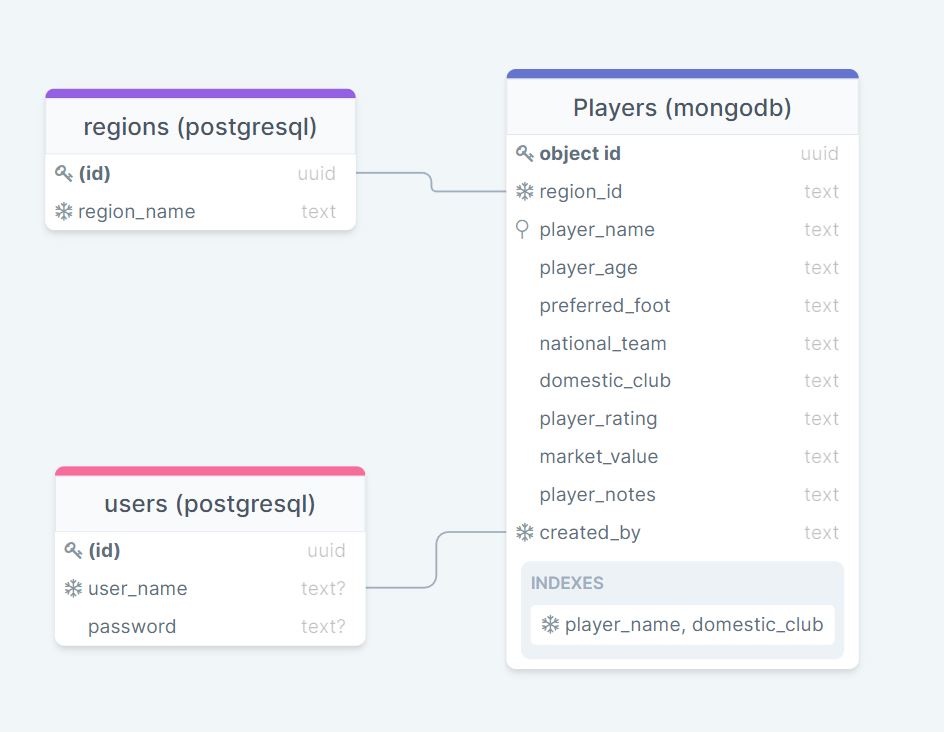 regions (postgresql)
(id) uuid
region_name text
Players (mongodb)
object id uuid
region_id text
player_name text
player_age text
preferred_foot text
national_team text
domestic_club text
player_rating text
market_value text
player_notes text
created_by text
INDEXES
player_name, domestic_club
users (postgresql)
(id) uuid
user_name text?
password text?